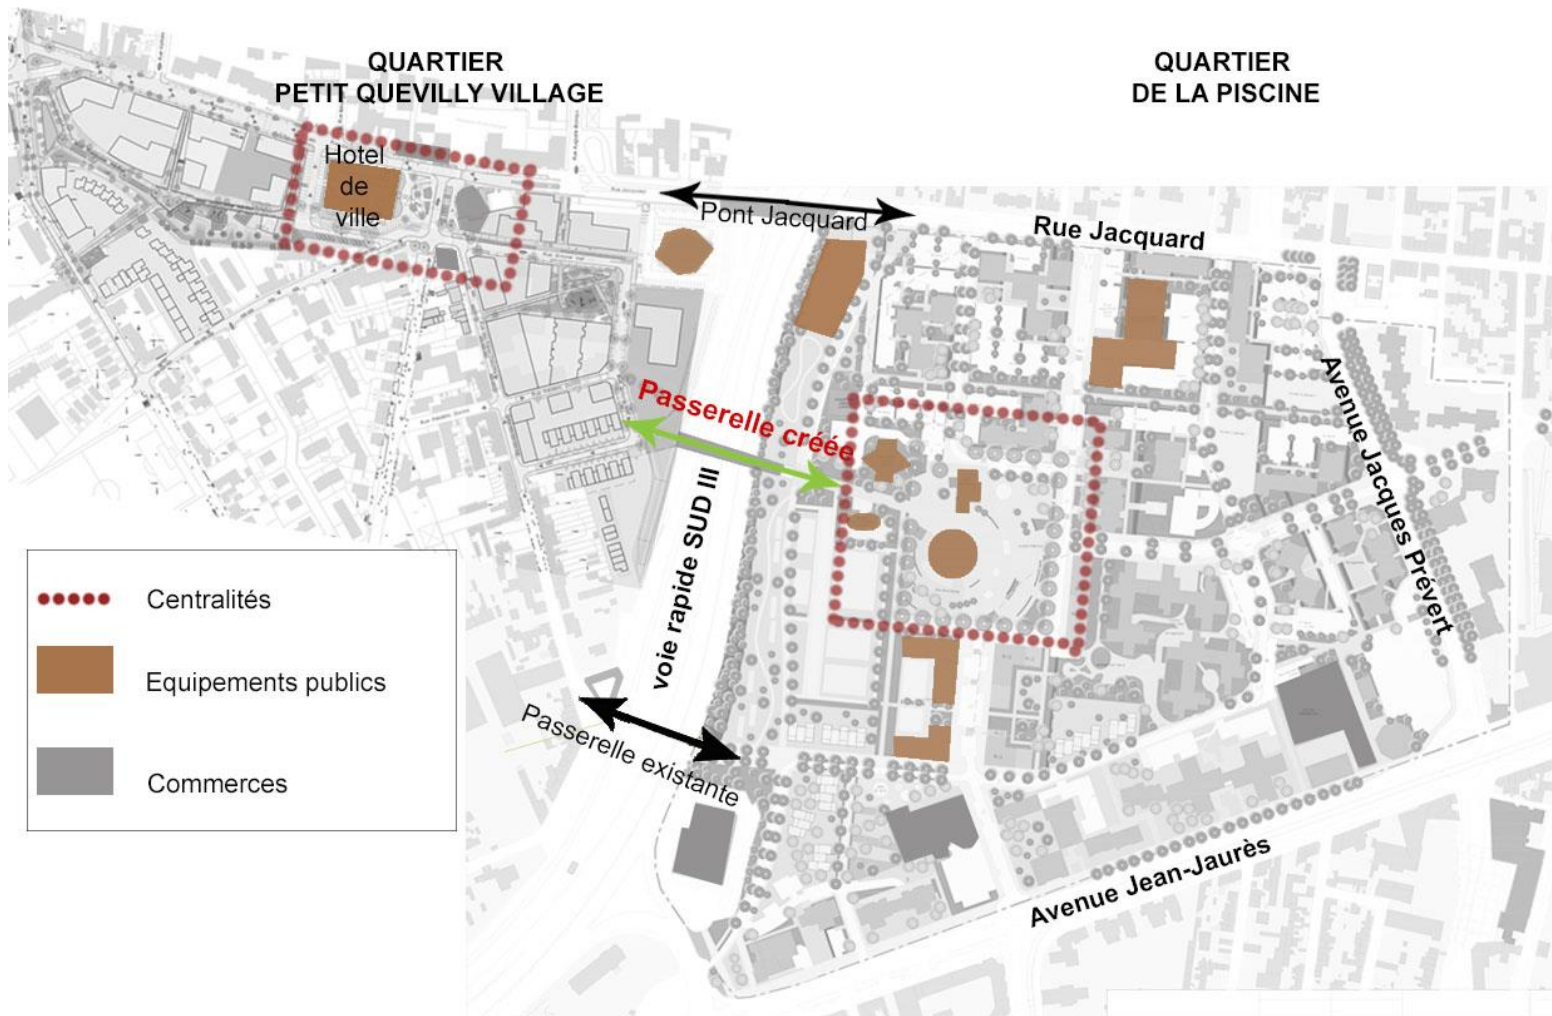 QUARTIER
PETIT QUEVILLY VILLAGE
QUARTIER
DE LA PISCINE
Hotel
de
ville
Pont Jacquard
Rue Jacquard
Passerelle créée
Avenue Jacques Prévert
voie rapide SUD III
Centralités
Equipements publics
Commerces
Passerelle existante
Avenue Jean-Jaurès